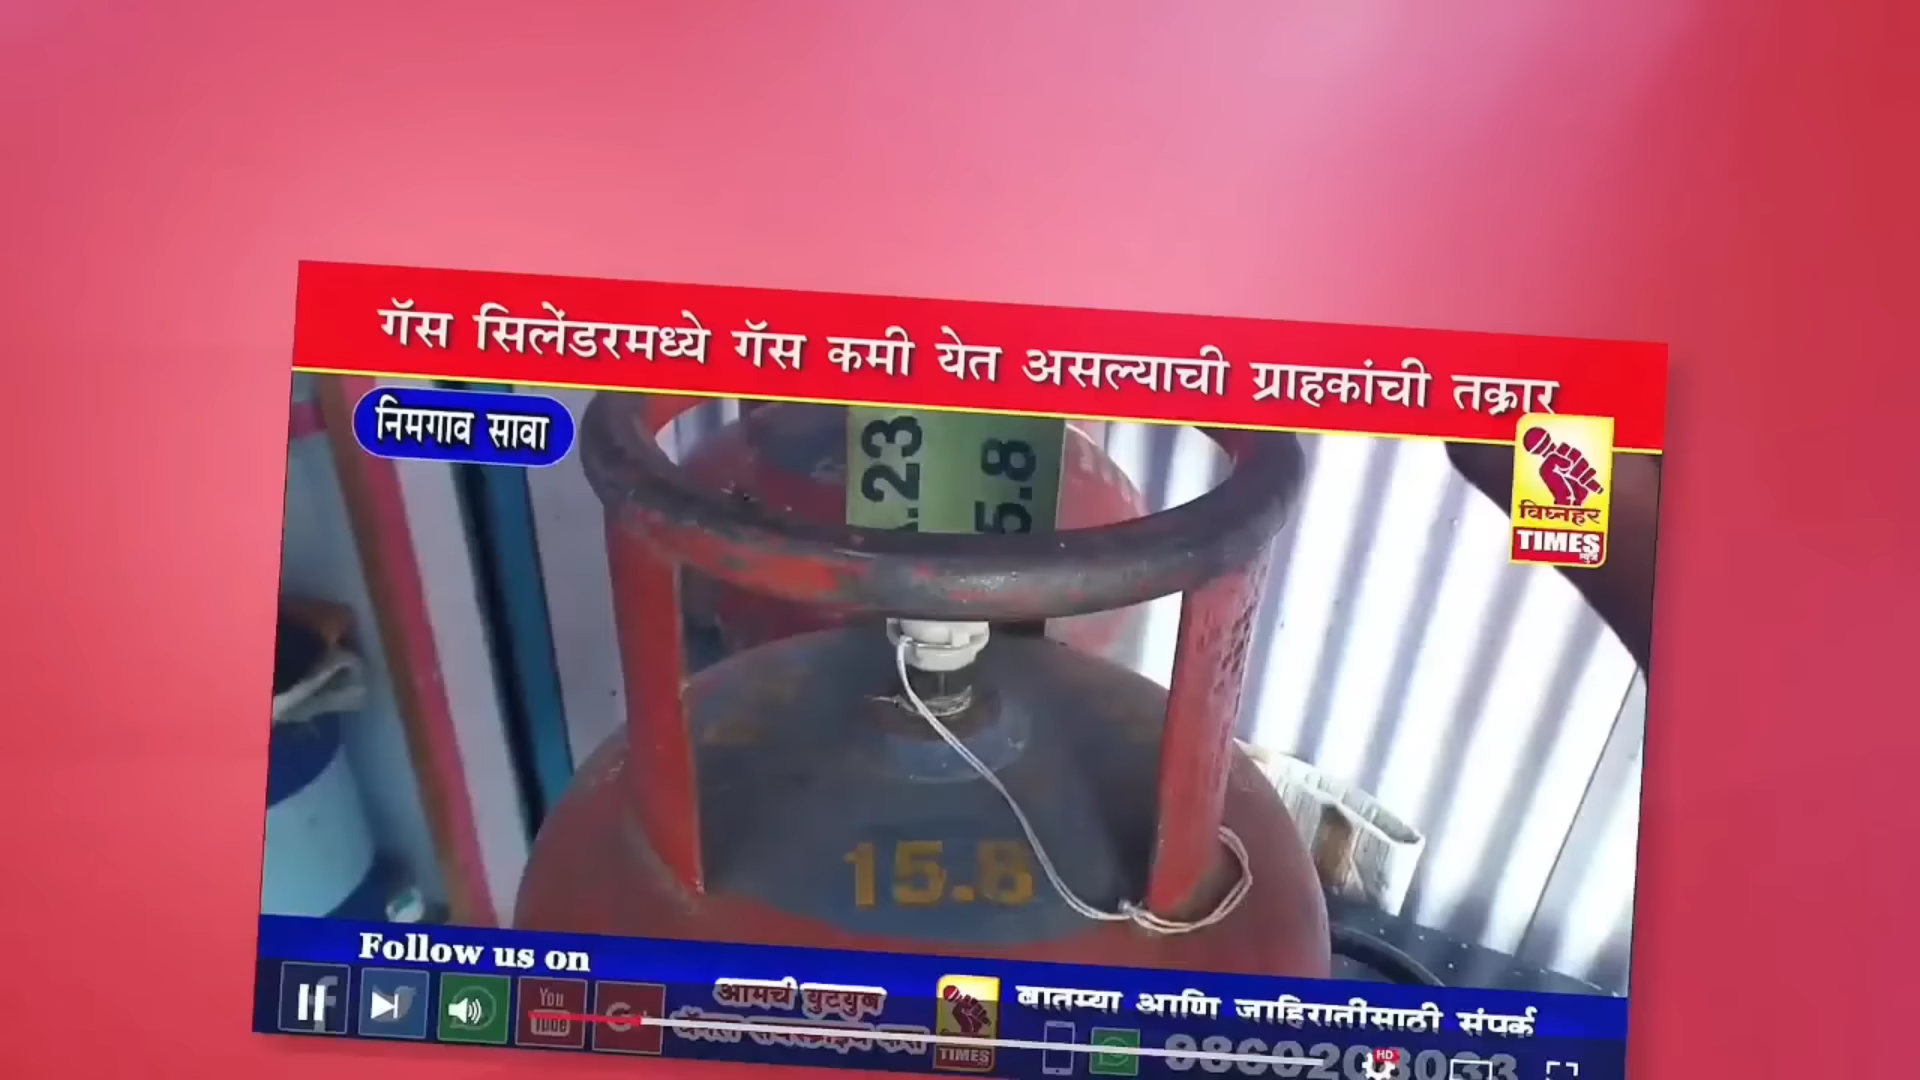 गॅस सिलेंडरमध्ये गॅस कमी येत असल्याची ग्राहकांची तक्रार
निमगाव सावा
.23
5.8
विघ्नहर
TIMES
न्यूज
15.8
Follow us on
You
Tube
G+
आमची युटयुब
TIMES
बातम्या आणि जाहिरातींसाठी संपर्क
HD